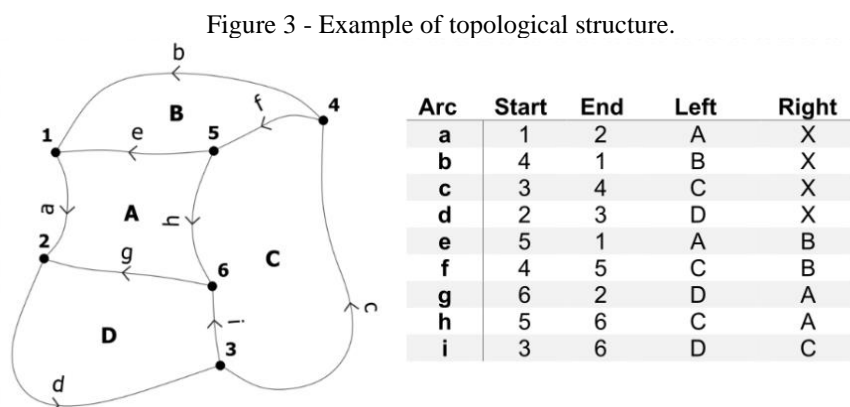 Figure 3 - Example of topological structure.
b
B
f
4
1
e
5
a
A
h
2
g
6
C
i
c
D
3
d
Arc Start End Left Right
a 1 2 A X
b 4 1 B X
c 3 4 C X
d 2 3 D X
e 5 1 A B
f 4 5 C B
g 6 2 D A
h 5 6 C A
i 3 6 D C